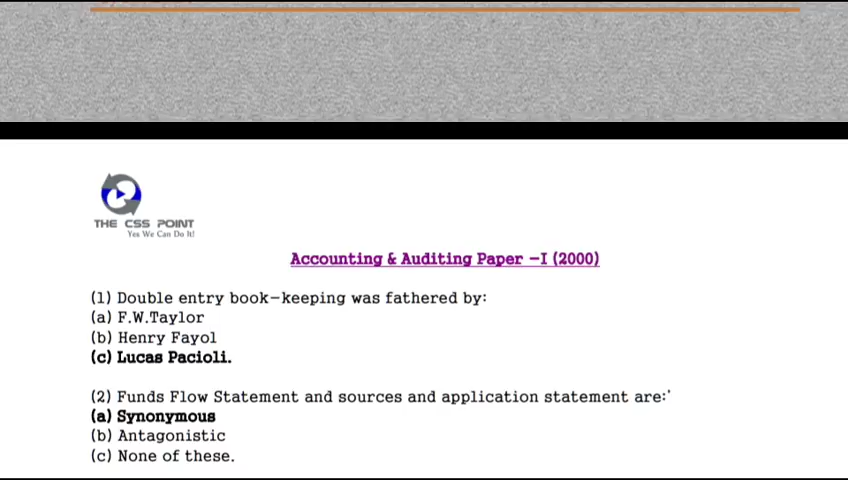 THE CSS POINT
Yes We Can Do It!
Accounting & Auditing Paper –I (2000)
(1) Double entry book-keeping was fathered by:
(a) F.W.Taylor
(b) Henry Fayol
(c) Lucas Pacioli.
(2) Funds Flow Statement and sources and application statement are:'
(a) Synonymous
(b) Antagonistic
(c) None of these.